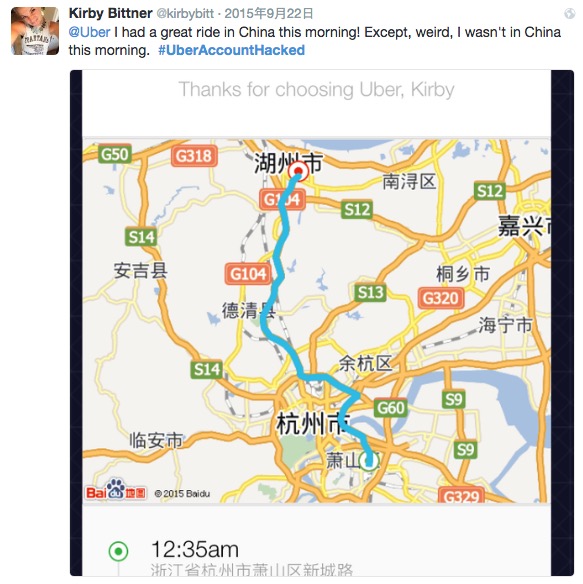 Kirby Bittner @kirbybitt · 2015年9月22日
@Uber I had a great ride in China this morning! Except, weird, I wasn't in China
this morning. #UberAccountHacked
Thanks for choosing Uber, Kirby
G50
G318
湖州市
南浔区
S12
G104
S12
嘉兴市
S14
安吉县
G104
桐乡市
S13
G320
德清县
海宁市
余杭区
S14
G60
S9
杭州市
临安市
萧山
S9
G329
Bai du 地图 © 2015 Baidu
12:35am
浙江省杭州市萧山区新城路